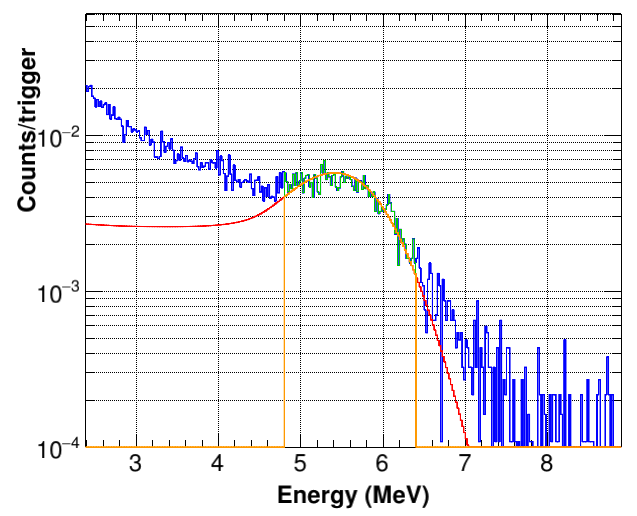 Counts/trigger
10⁻²
10⁻³
10⁻⁴
3 4 5 6 7 8
Energy (MeV)